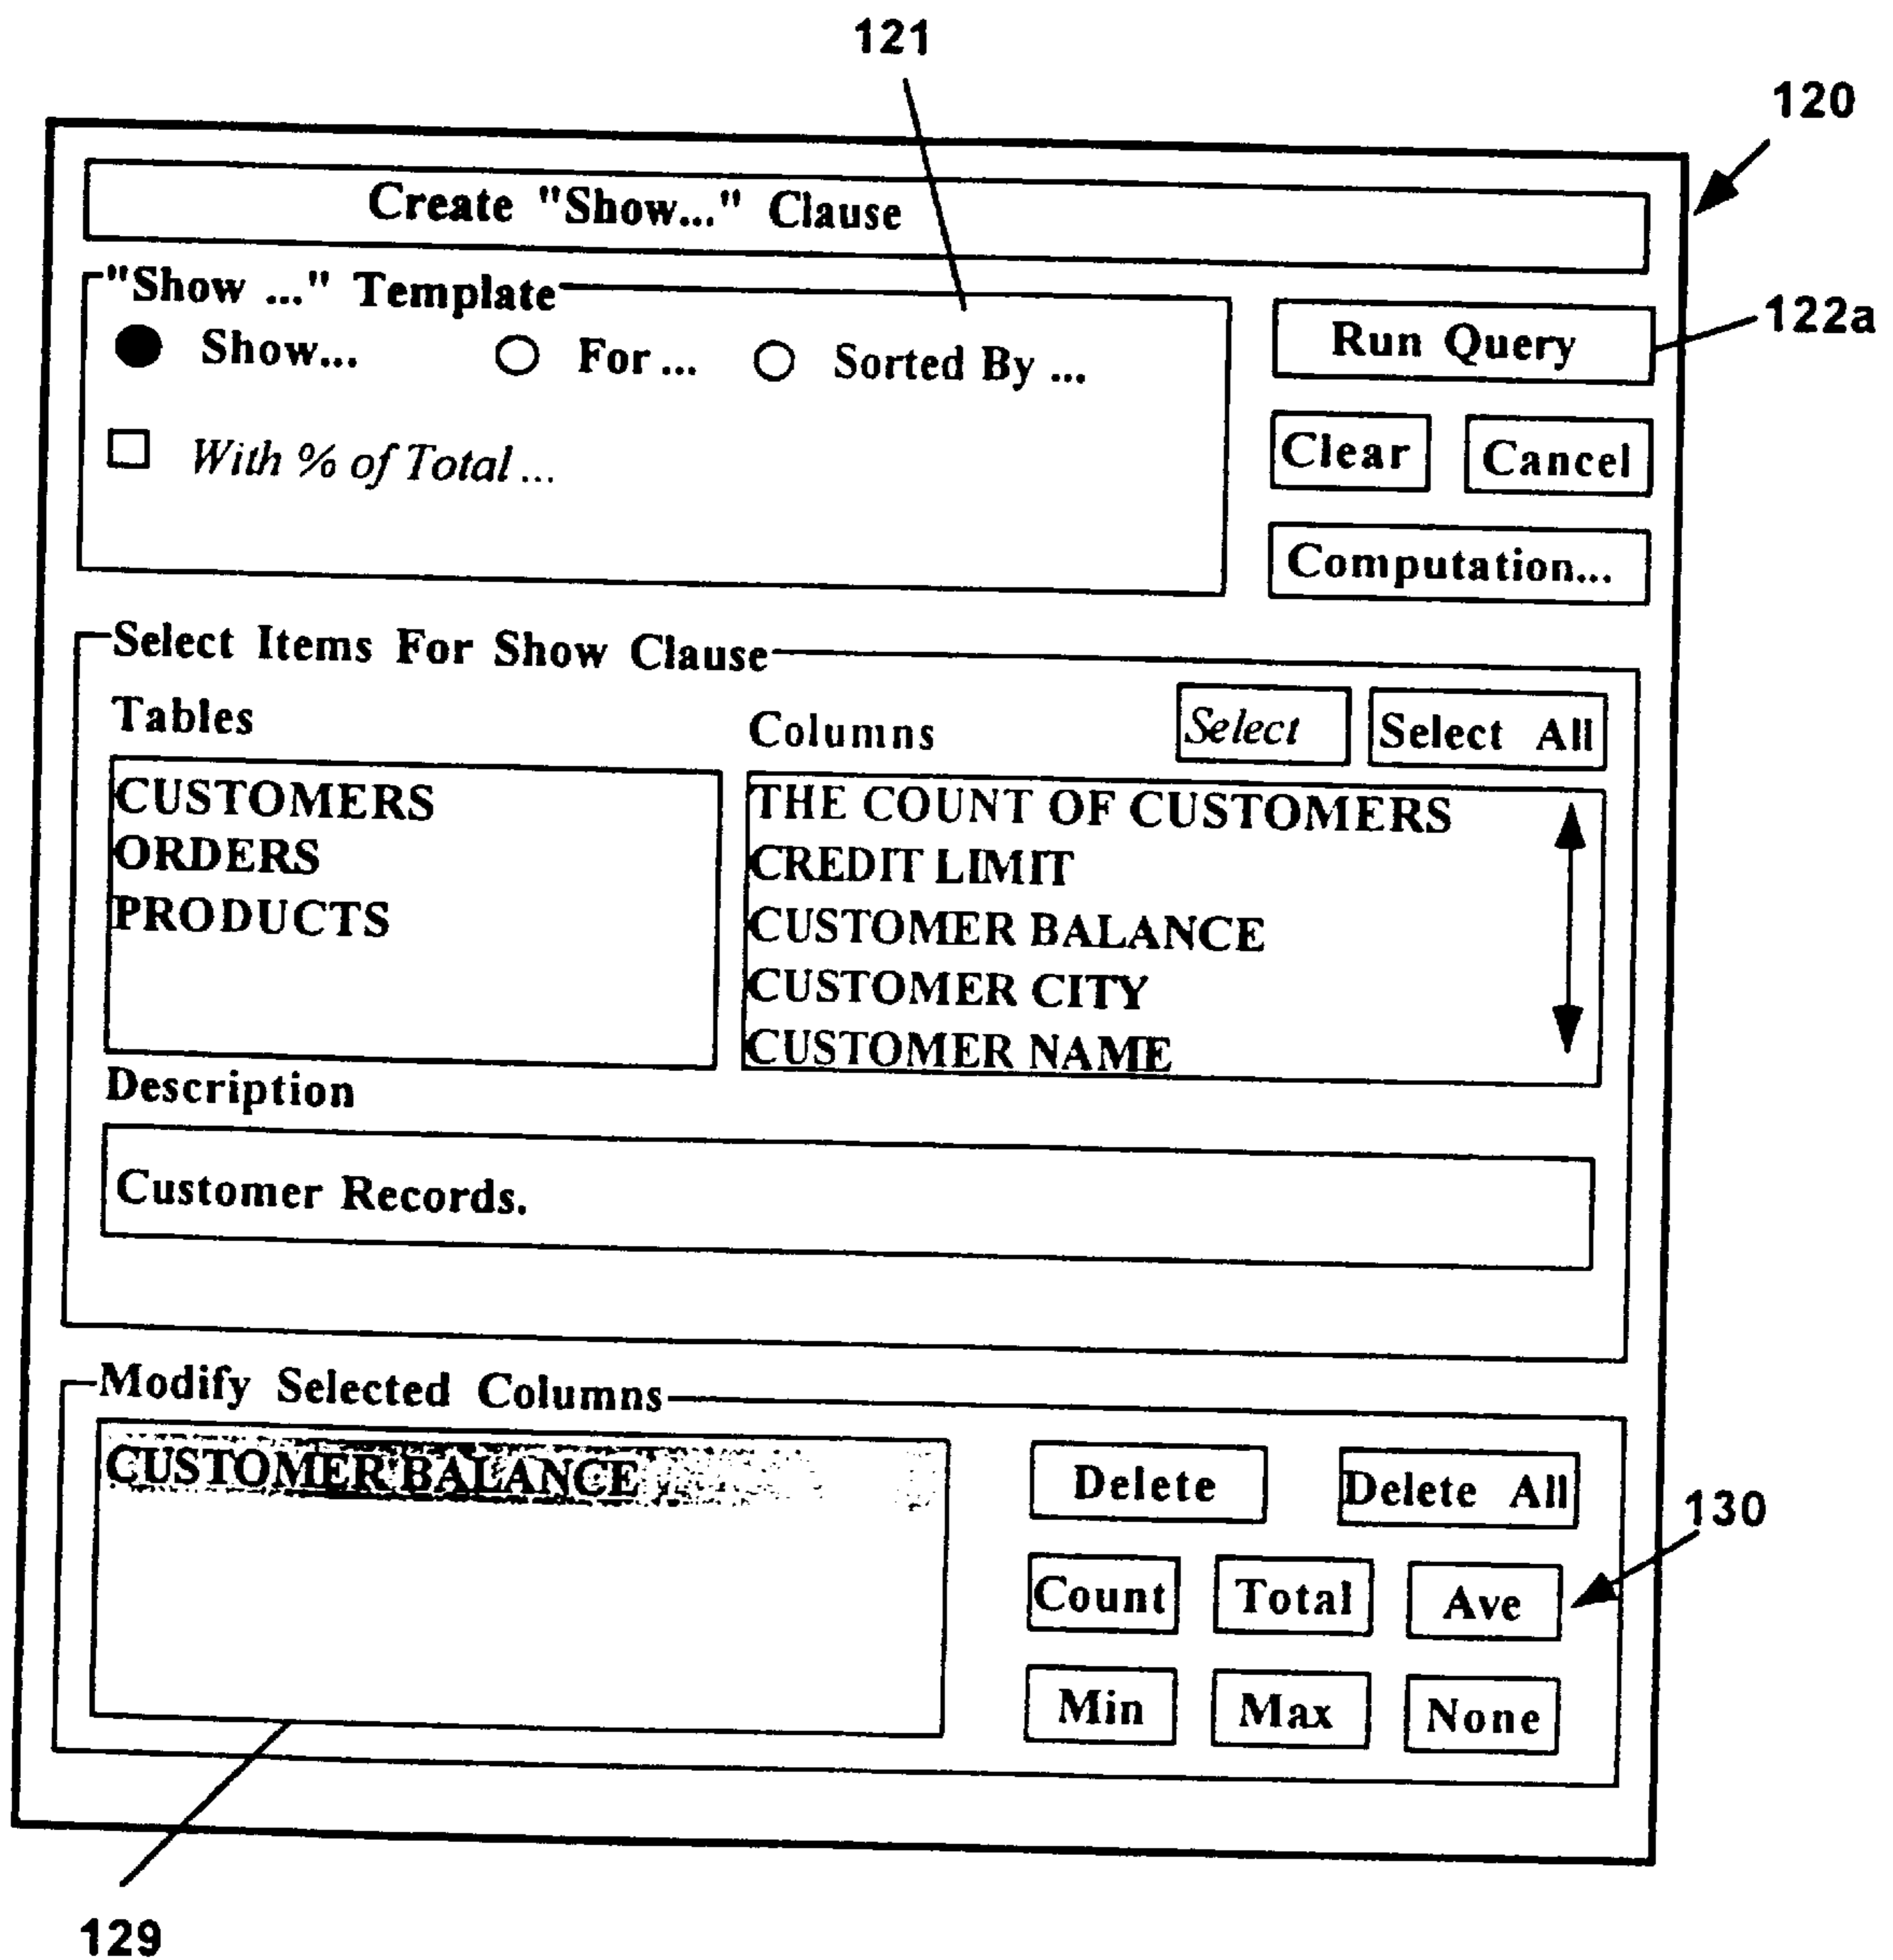 121
120
Create "Show..." Clause
"Show ..." Template
Show... For ... Sorted By ...
Run Query
122a
With % of Total ...
Clear Cancel
Computation...
Select Items For Show Clause
Tables
Columns
Select
Select All
CUSTOMERS
ORDERS
PRODUCTS
THE COUNT OF CUSTOMERS
CREDIT LIMIT
CUSTOMER BALANCE
CUSTOMER CITY
CUSTOMER NAME
Description
Customer Records.
Modify Selected Columns
CUSTOMER BALANCE
Delete Delete All
130
Count Total Ave
Min Max None
129